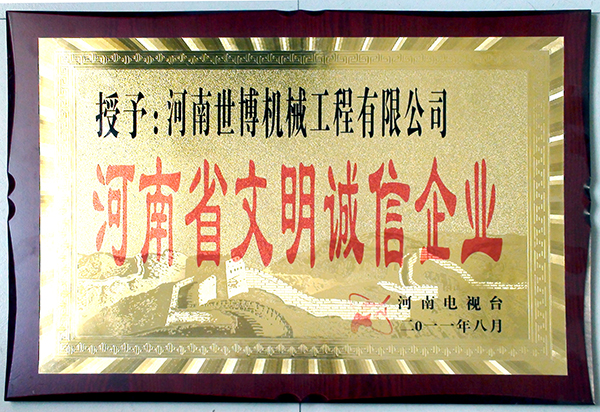 授予:河南世博机械工程有限公司
河南省文明诚信企业
河南电视台
二〇一一年八月